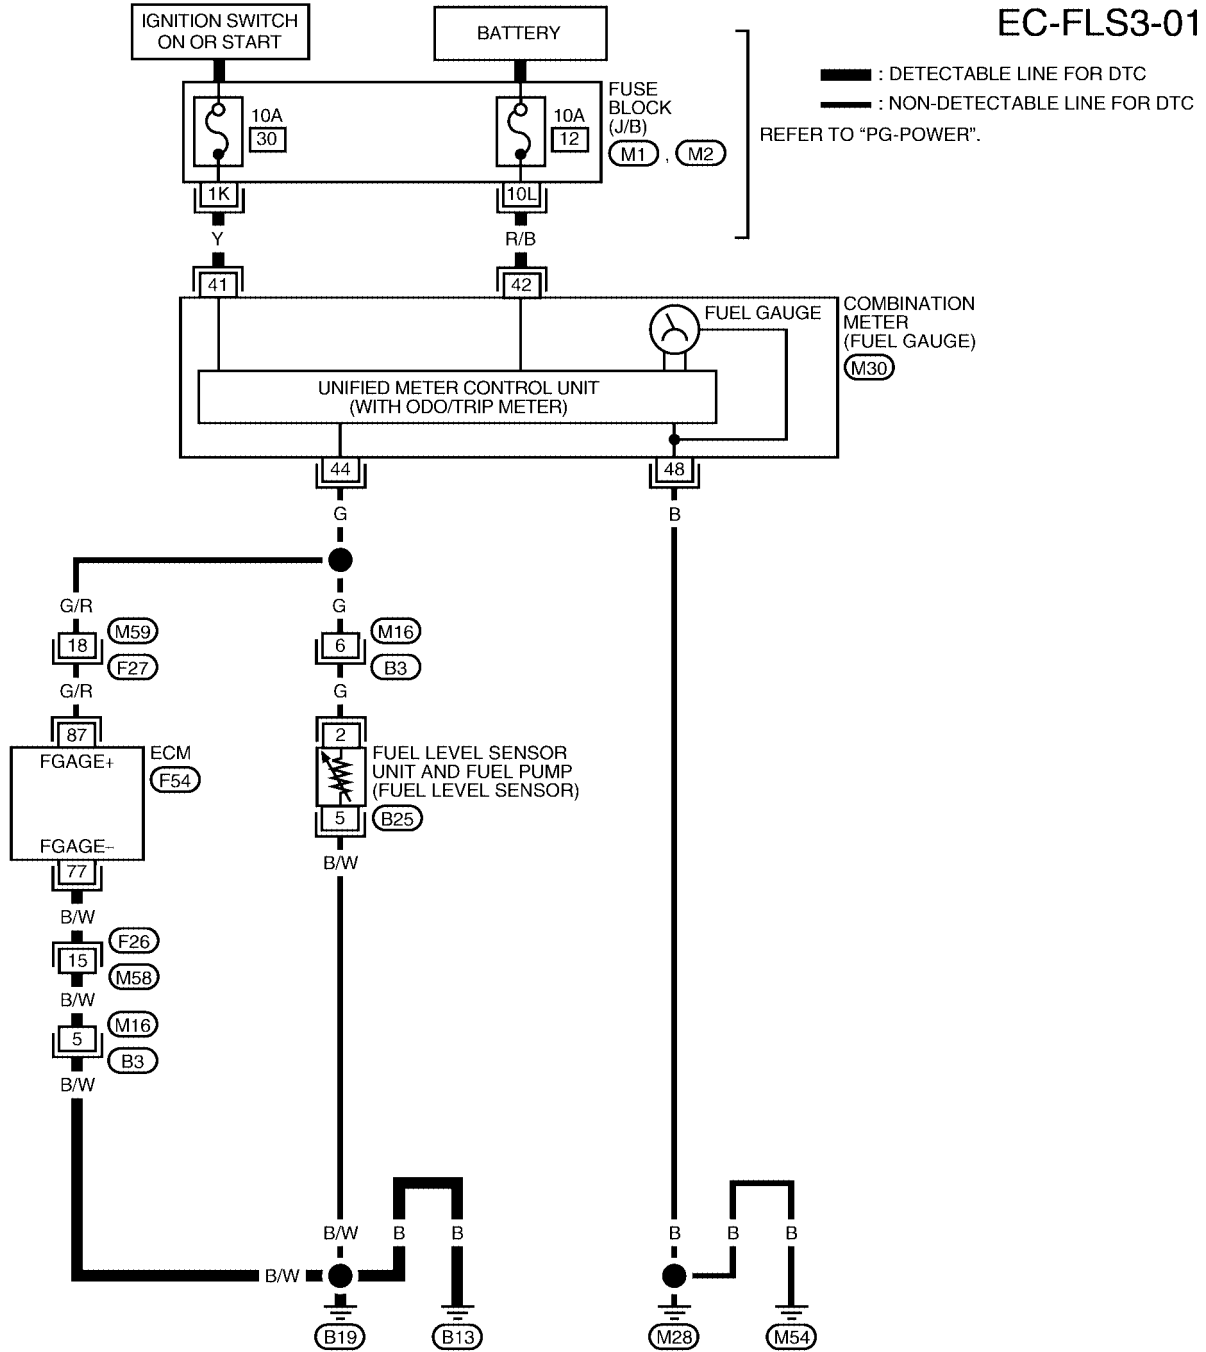 EC-FLS3-01
IGNITION SWITCH
ON OR START
BATTERY
: DETECTABLE LINE FOR DTC
: NON-DETECTABLE LINE FOR DTC
REFER TO “PG-POWER”.
10A
30
10A
12
FUSE
BLOCK
(J/B)
M1 , M2
1K
10L
Y
R/B
41
42
FUEL GAUGE
COMBINATION
METER
(FUEL GAUGE)
M30
UNIFIED METER CONTROL UNIT
(WITH ODO/TRIP METER)
44
48
G
B
G/R
G
18
M59
F27
6
M16
B3
G/R
G
87
FGAGE+
ECM
F54
FGAGE–
77
2
FUEL LEVEL SENSOR
UNIT AND FUEL PUMP
(FUEL LEVEL SENSOR)
5
B25
B/W
B/W
F26
15
M58
B/W
M16
5
B3
B/W
B/W
B
B
B
B
B
B/W
B19
B13
M28
M54